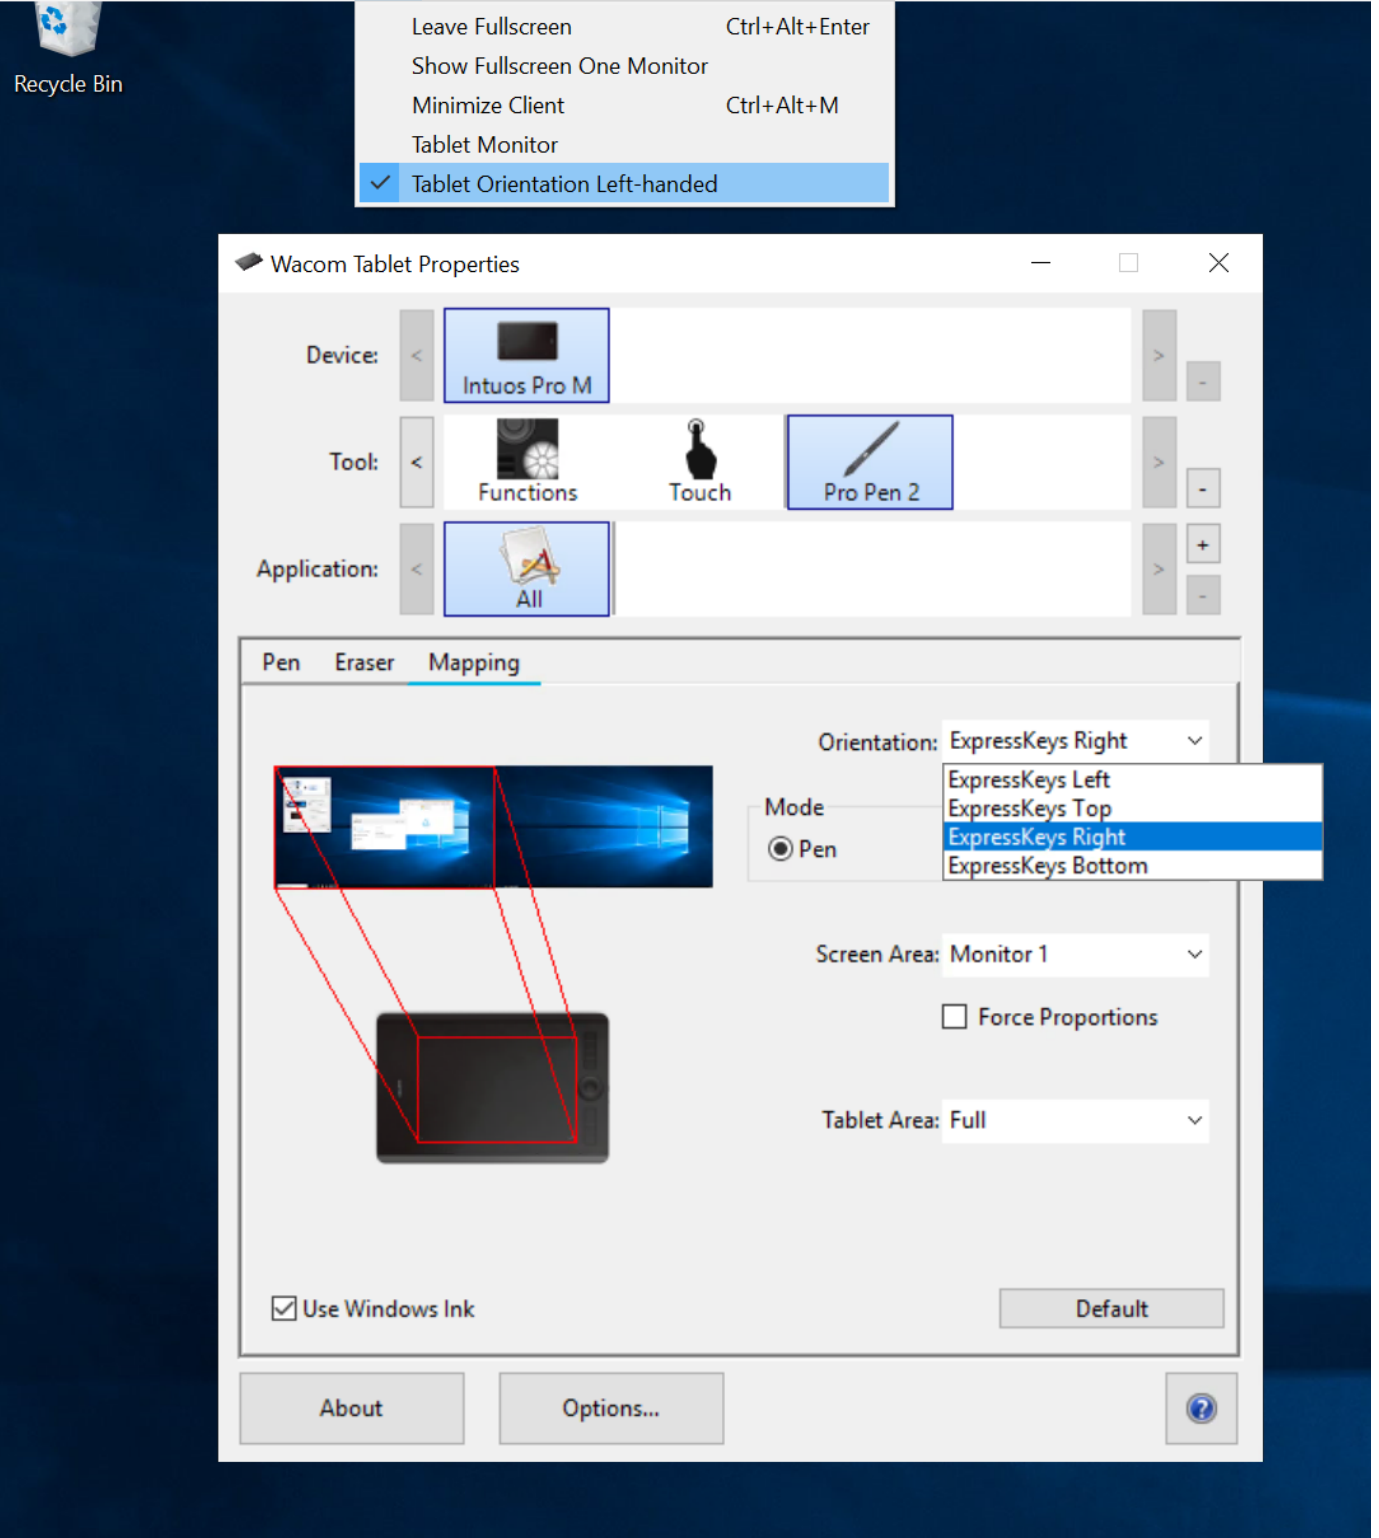 Recycle Bin
Leave Fullscreen Ctrl+Alt+Enter
Show Fullscreen One Monitor
Minimize Client Ctrl+Alt+M
Tablet Monitor
Tablet Orientation Left-handed
Wacom Tablet Properties
Device: < Intuos Pro M > -
Tool: < Functions Touch Pro Pen 2 > -
Application: < All > + -
Pen Eraser Mapping
Orientation: ExpressKeys Right
ExpressKeys Left
ExpressKeys Top
ExpressKeys Right
ExpressKeys Bottom
Mode
Pen
Screen Area: Monitor 1
Force Proportions
Tablet Area: Full
Use Windows Ink
Default
About
Options...
?